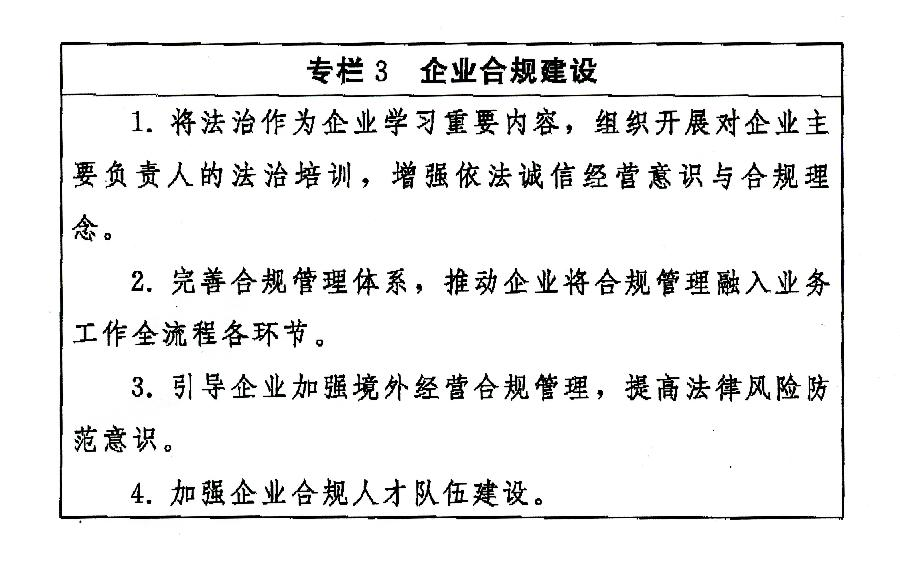 专栏 3 企业合规建设
1. 将法治作为企业学习重要内容，组织开展对企业主
要负责人的法治培训，增强依法诚信经营意识与合规理
念。
2. 完善合规管理体系，推动企业将合规管理融入业务
工作全流程各环节。
3. 引导企业加强境外经营合规管理，提高法律风险防
范意识。
4. 加强企业合规人才队伍建设。